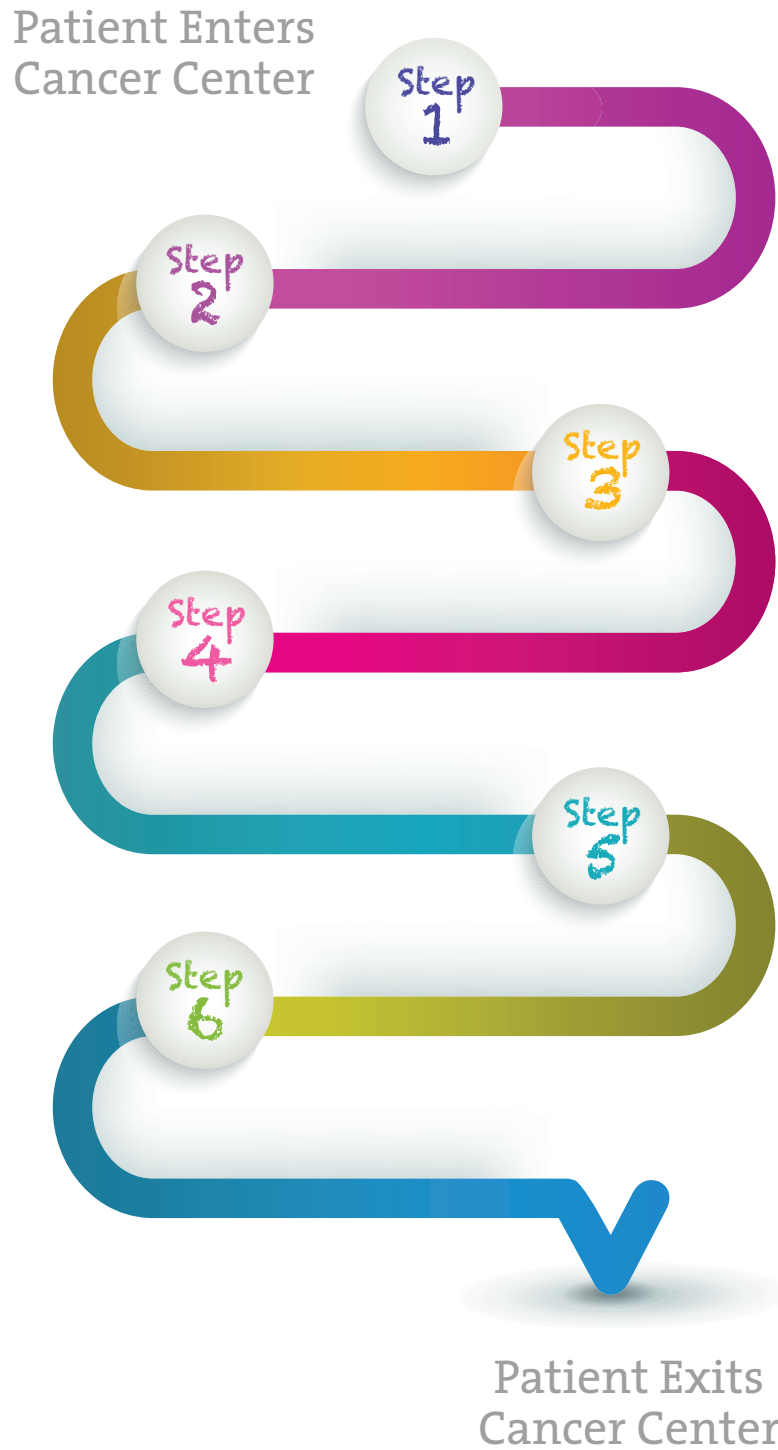 Patient Enters
Cancer Center
Step
1
Step
2
Step
3
Step
4
Step
5
Step
6
Patient Exits
Cancer Center